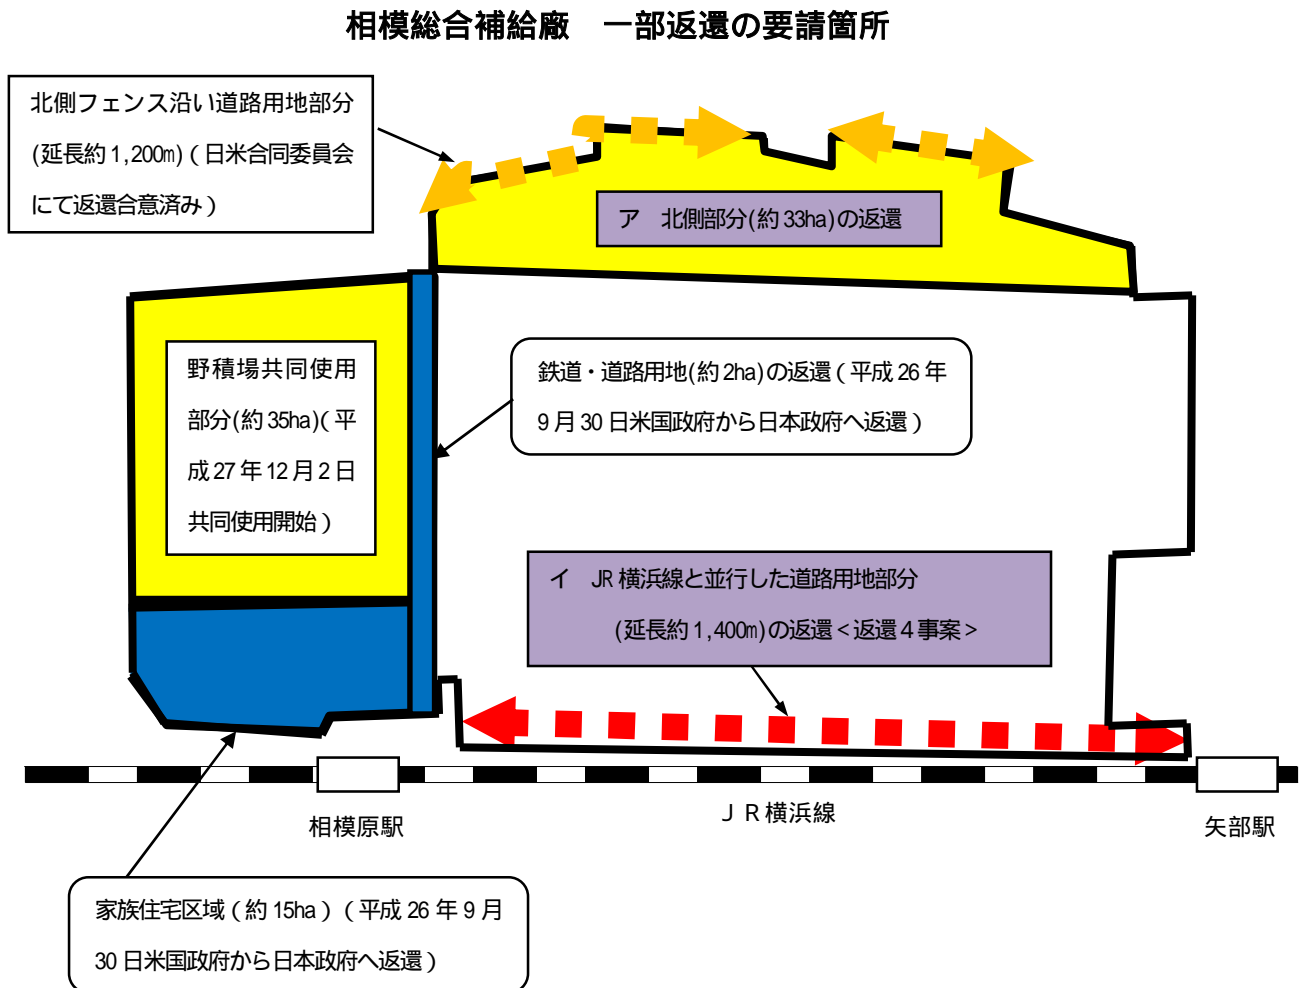 相模総合補給廠　一部返還の要請箇所
北側フェンス沿い道路用地部分
(延長約1,200m)（日米合同委員会
にて返還合意済み）
ア　北側部分(約33ha)の返還
野積場共同使用
部分(約35ha)（平
成27年12月2日
共同使用開始）
鉄道・道路用地(約2ha)の返還（平成26年
9月30日米国政府から日本政府へ返還）
イ　JR横浜線と並行した道路用地部分
(延長約1,400m)の返還＜返還４事案＞
相模原駅
ＪＲ横浜線
矢部駅
家族住宅区域（約15ha）（平成26年9月
30日米国政府から日本政府へ返還）